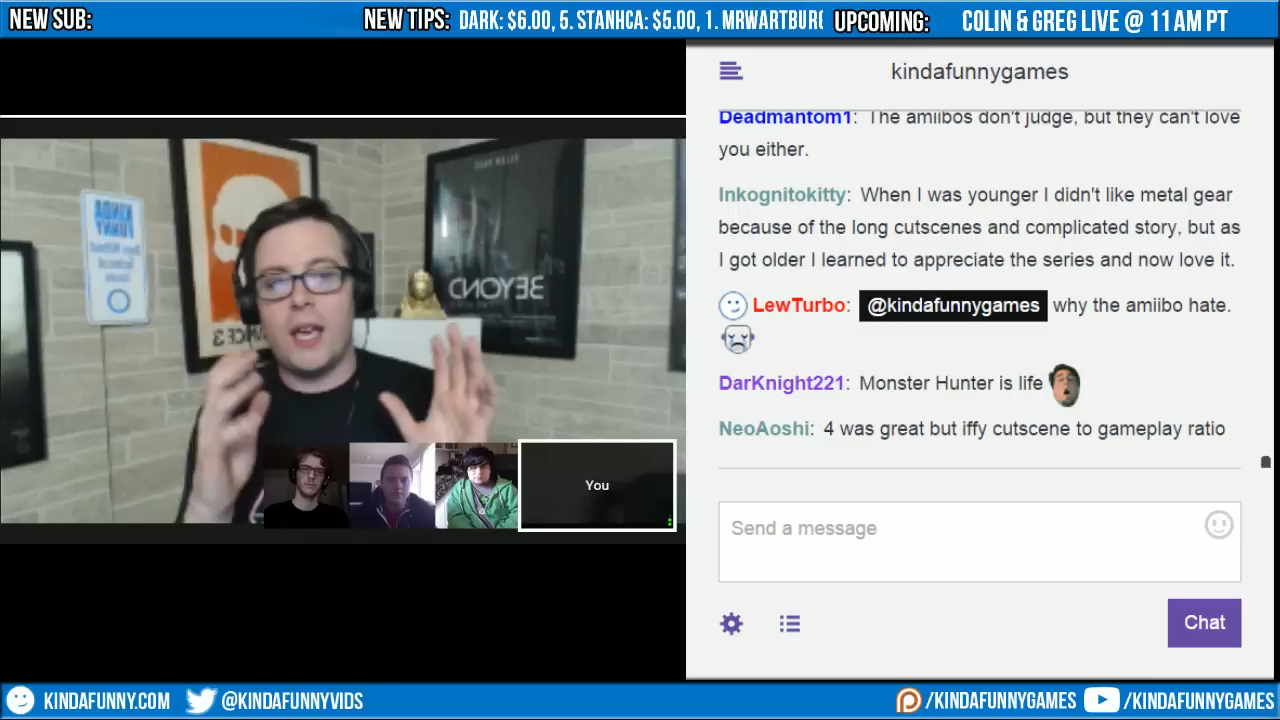 NEW SUB:
NEW TIPS: DARK: $6.00, 5. STANHCA: $5.00, 1. MRWARTBURG
UPCOMING: COLIN & GREG LIVE @ 11 AM PT
kindafunnygames
Deadmantom1: The amiibos don't judge, but they can't love
you either.
Inkognitokitty: When I was younger I didn't like metal gear
because of the long cutscenes and complicated story, but as
I got older I learned to appreciate the series and now love it.
LewTurbo: @kindafunnygames why the amiibo hate.
DarKnight221: Monster Hunter is life
NeoAoshi: 4 was great but iffy cutscene to gameplay ratio
Send a message
Chat
KINDA
FUNNY
BEYOND
You
KINDAFUNNY.COM
@KINDAFUNNYVIDS
/KINDAFUNNYGAMES
/KINDAFUNNYGAMES